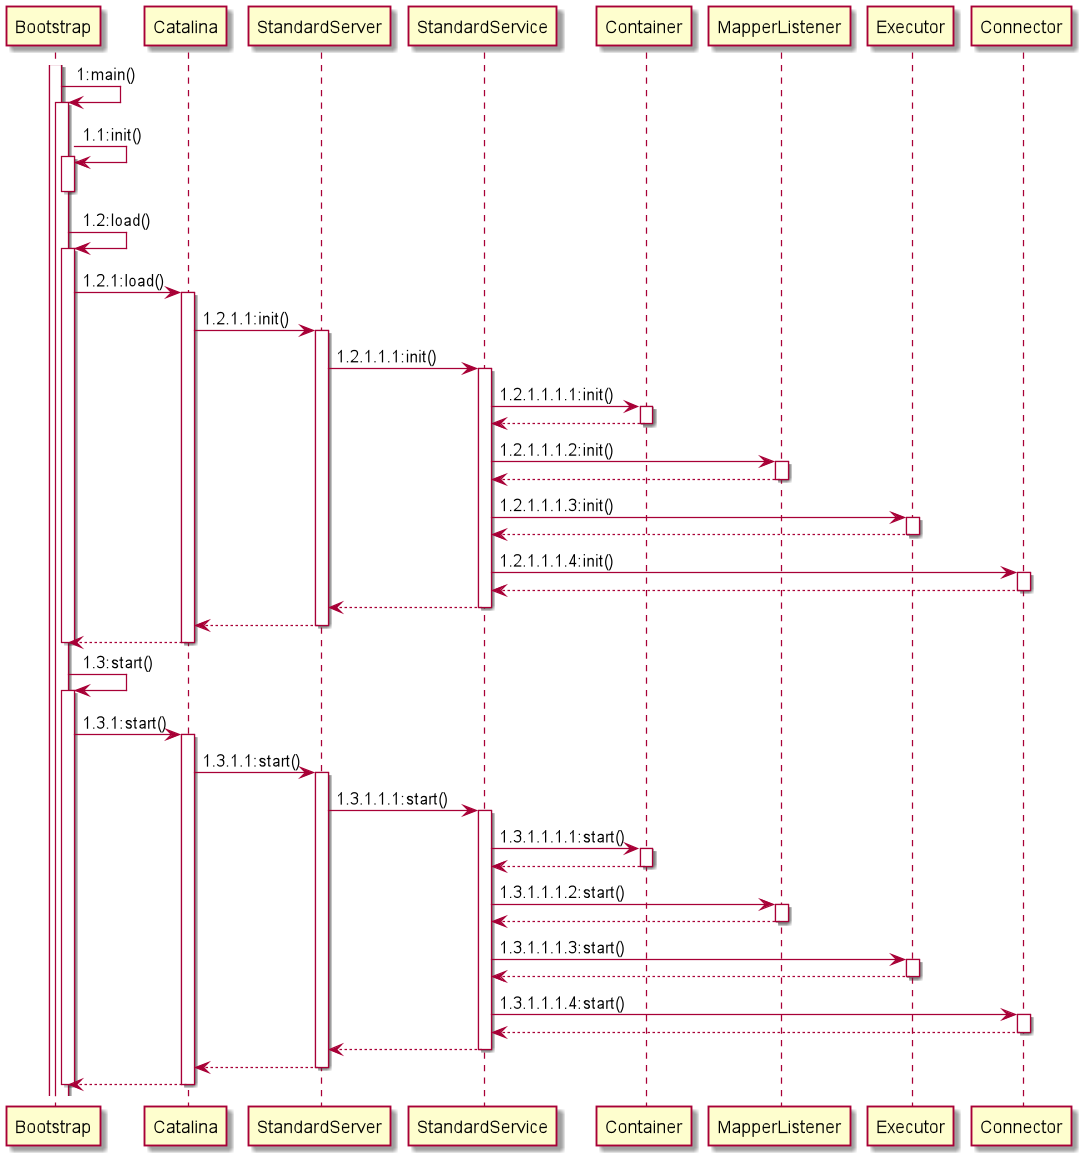 Bootstrap Catalina StandardServer StandardService Container MapperListener Executor Connector
1:main()
1.1:init()
1.2:load()
1.2.1:load()
1.2.1.1:init()
1.2.1.1.1:init()
1.2.1.1.1.1:init()
1.2.1.1.1.2:init()
1.2.1.1.1.3:init()
1.2.1.1.1.4:init()
1.3:start()
1.3.1:start()
1.3.1.1:start()
1.3.1.1.1:start()
1.3.1.1.1.1:start()
1.3.1.1.1.2:start()
1.3.1.1.1.3:start()
1.3.1.1.1.4:start()
Bootstrap Catalina StandardServer StandardService Container MapperListener Executor Connector